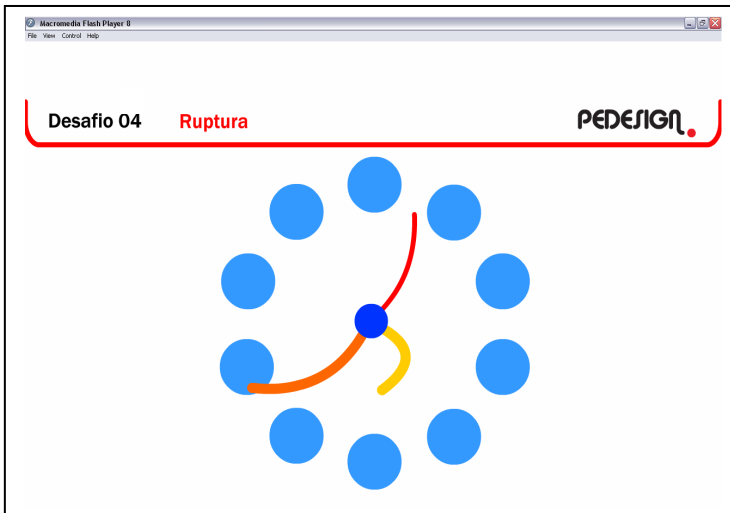 Macromedia Flash Player 8
File View Control Help
Desafio 04 Ruptura PEDESIGN.